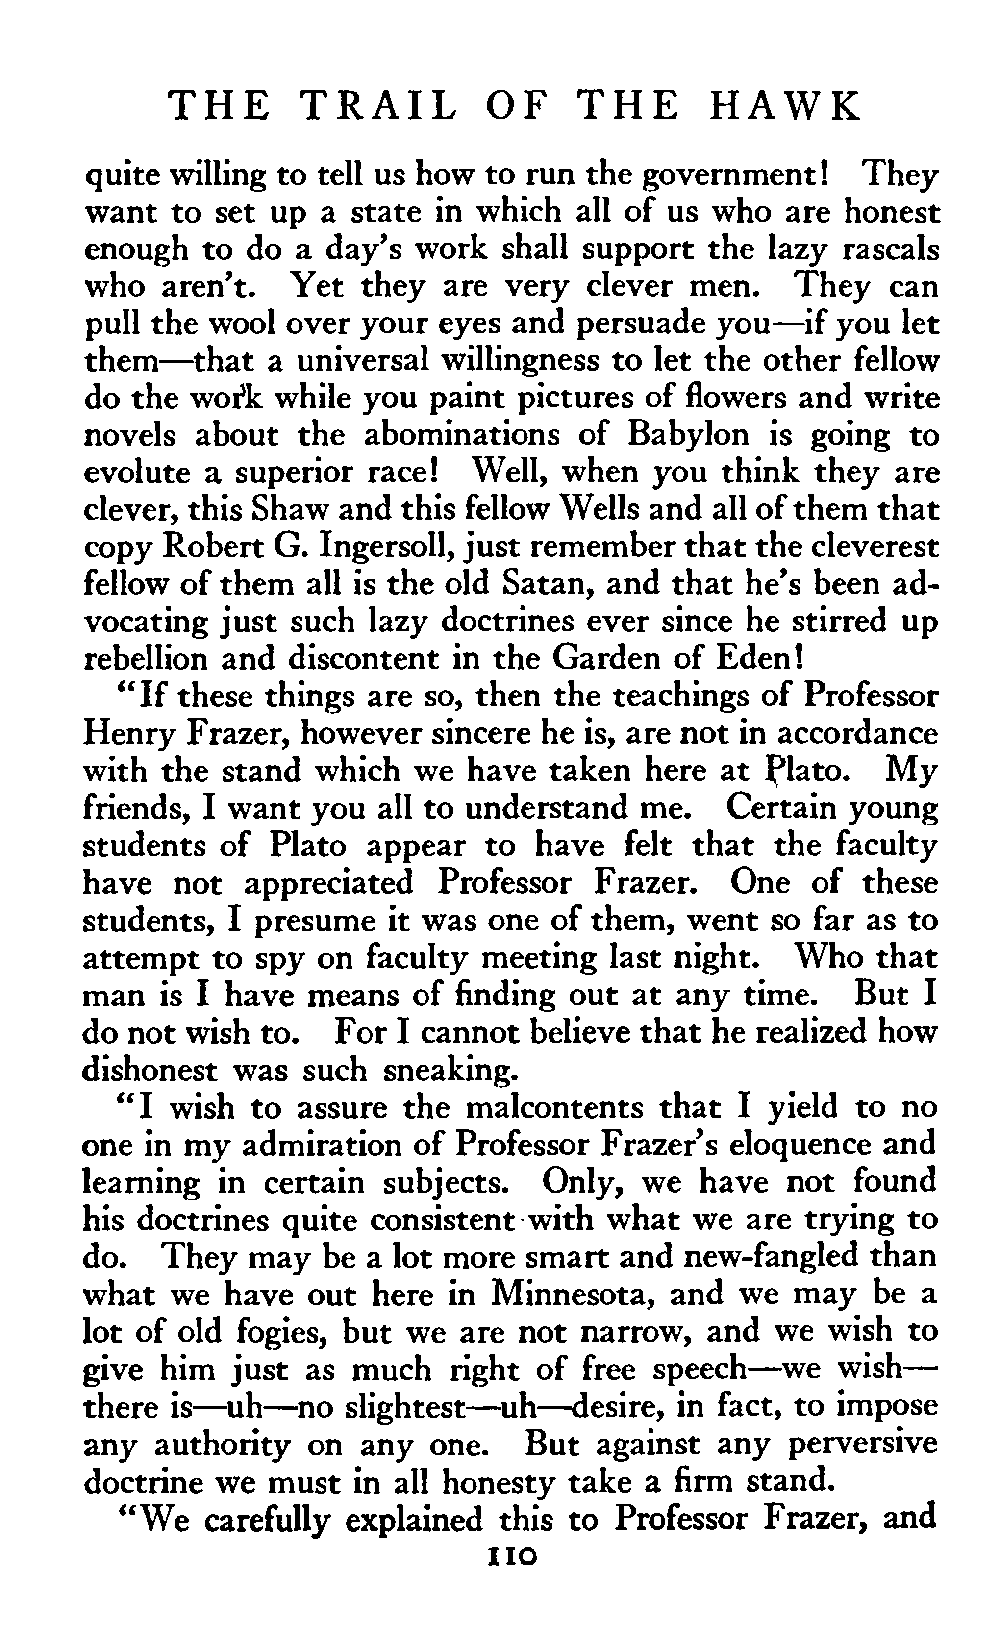 THE TRAIL OF THE HAWK
quite willing to tell us how to run the government! They
want to set up a state in which all of us who are honest
enough to do a day's work shall support the lazy rascals
who aren't. Yet they are very clever men. They can
pull the wool over your eyes and persuade you—if you let
them—that a universal willingness to let the other fellow
do the work while you paint pictures of flowers and write
novels about the abominations of Babylon is going to
evolute a superior race! Well, when you think they are
clever, this Shaw and this fellow Wells and all of them that
copy Robert G. Ingersoll, just remember that the cleverest
fellow of them all is the old Satan, and that he's been ad-
vocating just such lazy doctrines ever since he stirred up
rebellion and discontent in the Garden of Eden!
"If these things are so, then the teachings of Professor
Henry Frazer, however sincere he is, are not in accordance
with the stand which we have taken here at Plato. My
friends, I want you all to understand me. Certain young
students of Plato appear to have felt that the faculty
have not appreciated Professor Frazer. One of these
students, I presume it was one of them, went so far as to
attempt to spy on faculty meeting last night. Who that
man is I have means of finding out at any time. But I
do not wish to. For I cannot believe that he realized how
dishonest was such sneaking.
"I wish to assure the malcontents that I yield to no
one in my admiration of Professor Frazer's eloquence and
learning in certain subjects. Only, we have not found
his doctrines quite consistent with what we are trying to
do. They may be a lot more smart and new-fangled than
what we have out here in Minnesota, and we may be a
lot of old fogies, but we are not narrow, and we wish to
give him just as much right of free speech—we wish—
there is—uh—no slightest—uh—desire, in fact, to impose
any authority on any one. But against any perversive
doctrine we must in all honesty take a firm stand.
"We carefully explained this to Professor Frazer, and
110